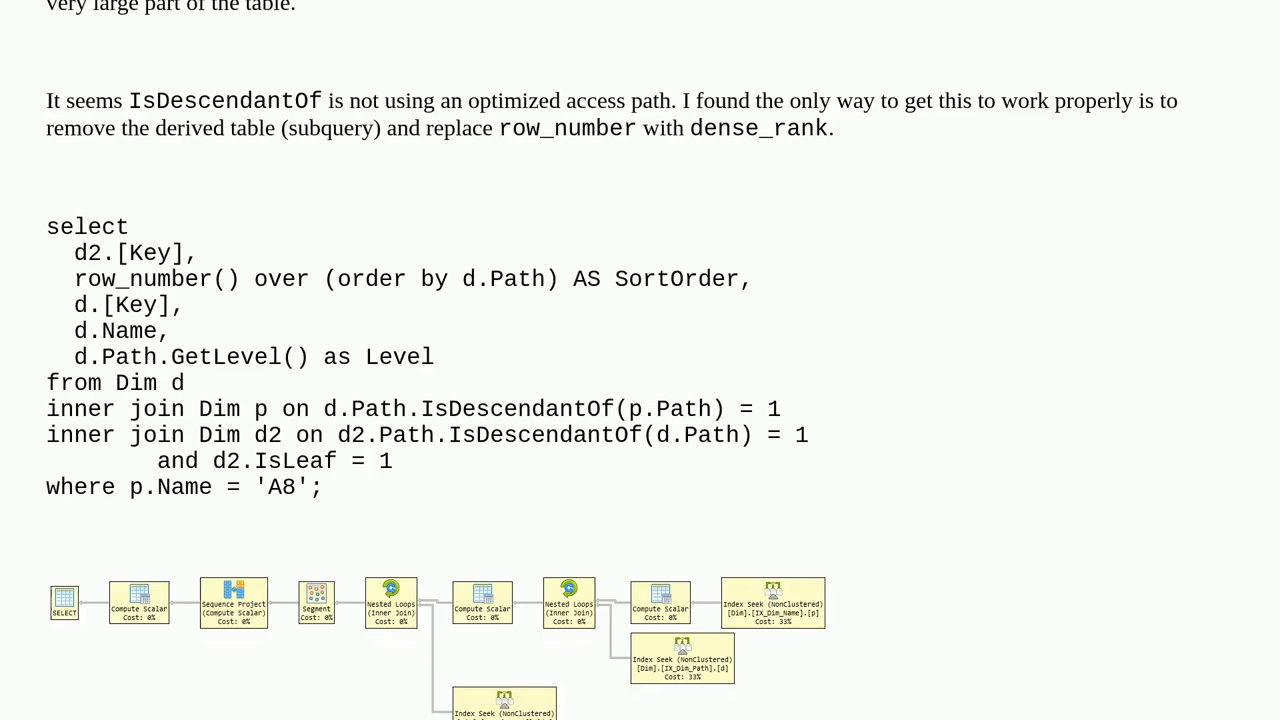 very large part of the table.
It seems IsDescendantOf is not using an optimized access path. I found the only way to get this to work properly is to
remove the derived table (subquery) and replace row_number with dense_rank.
select
  d2.[Key],
  row_number() over (order by d.Path) AS SortOrder,
  d.[Key],
  d.Name,
  d.Path.GetLevel() as Level
from Dim d
inner join Dim p on d.Path.IsDescendantOf(p.Path) = 1
inner join Dim d2 on d2.Path.IsDescendantOf(d.Path) = 1
        and d2.IsLeaf = 1
where p.Name = 'A8';
SELECT
Compute Scalar
Cost: 0%
Sequence Project
(Compute Scalar)
Cost: 0%
Segment
Cost: 0%
Nested Loops
(Inner Join)
Cost: 0%
Compute Scalar
Cost: 0%
Nested Loops
(Inner Join)
Cost: 0%
Compute Scalar
Cost: 0%
Index Seek (NonClustered)
[Dim].[IX_Dim_Name].[p]
Cost: 33%
Index Seek (NonClustered)
[Dim].[IX_Dim_Path].[d]
Cost: 33%
Index Seek (NonClustered)